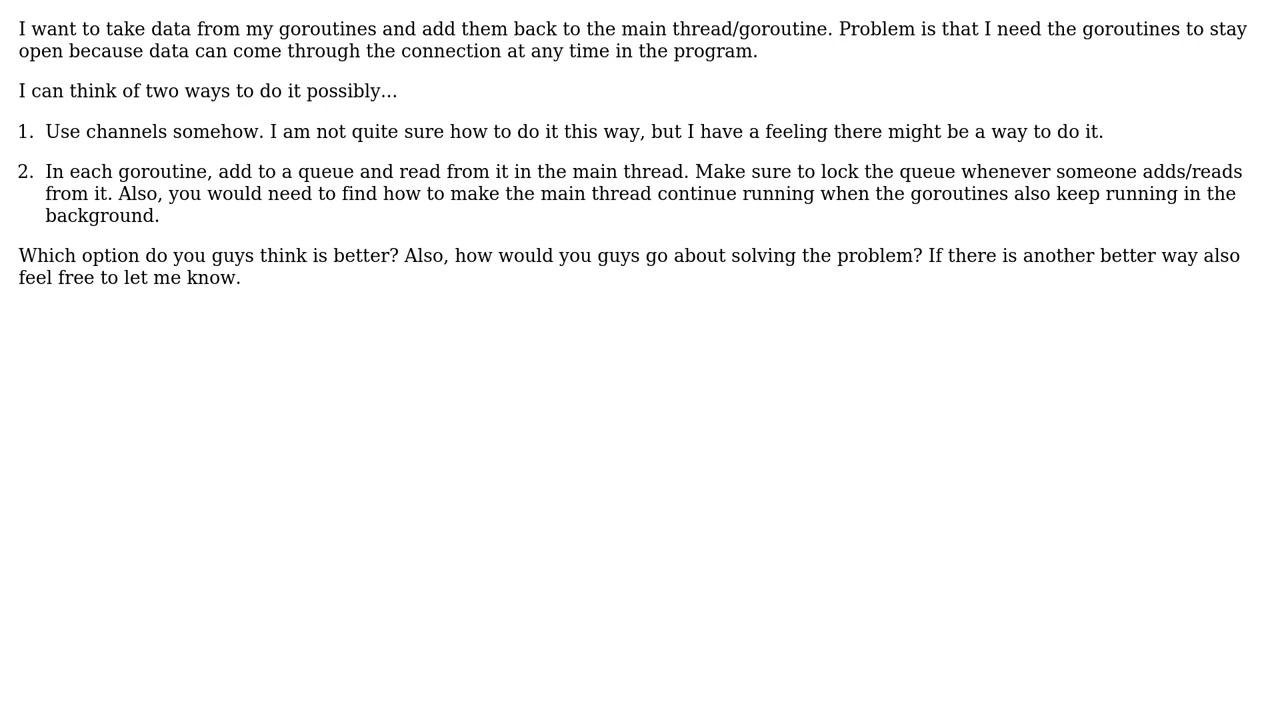 I want to take data from my goroutines and add them back to the main thread/goroutine. Problem is that I need the goroutines to stay
open because data can come through the connection at any time in the program.
I can think of two ways to do it possibly...
1. Use channels somehow. I am not quite sure how to do it this way, but I have a feeling there might be a way to do it.
2. In each goroutine, add to a queue and read from it in the main thread. Make sure to lock the queue whenever someone adds/reads
from it. Also, you would need to find how to make the main thread continue running when the goroutines also keep running in the
background.
Which option do you guys think is better? Also, how would you guys go about solving the problem? If there is another better way also
feel free to let me know.